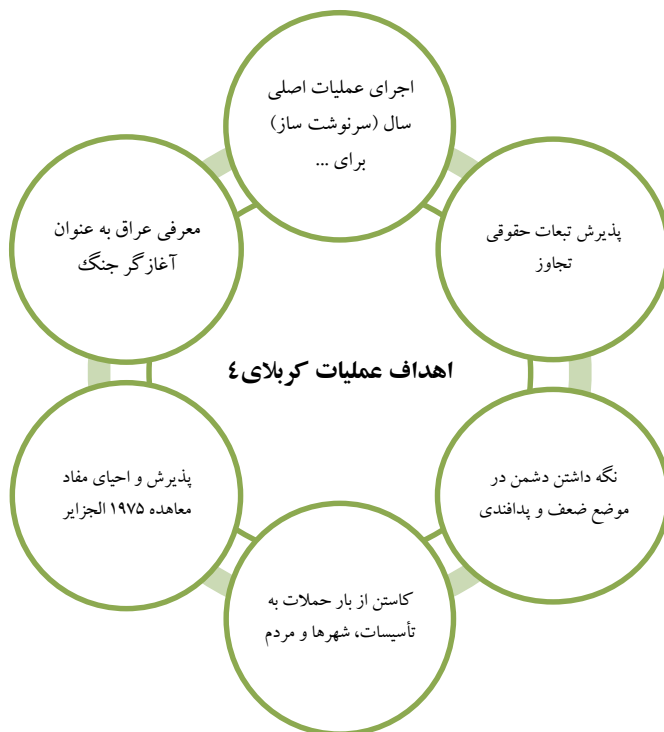 اجرای عملیات اصلی
سال (سرنوشت ساز)
برای ...
پذیرش تبعات حقوقی
تجاوز
نگه داشتن دشمن در
موضع ضعف و پدافندی
کاستن از بار حملات به
تأسیسات، شهرها و مردم
پذیرش و احیای مفاد
معاهده ۱۹۷۵ الجزایر
معرفی عراق به عنوان
آغازگر جنگ
اهداف عملیات کربلای٤